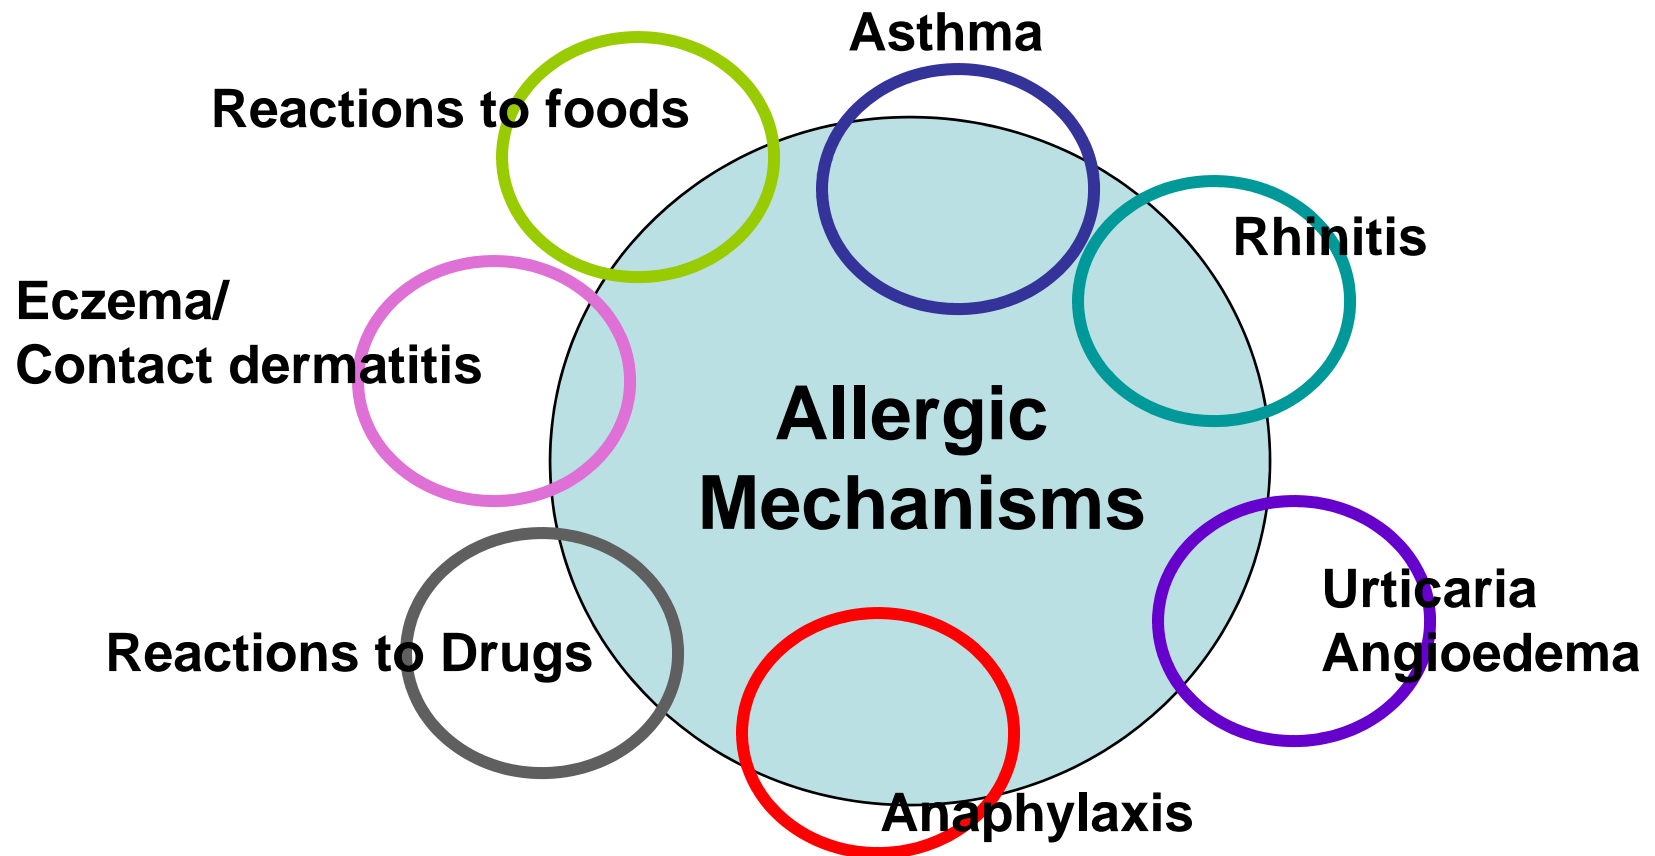 Asthma
Reactions to foods
Rhinitis
Eczema/
Contact dermatitis
Allergic
Mechanisms
Urticaria
Angioedema
Reactions to Drugs
Anaphylaxis